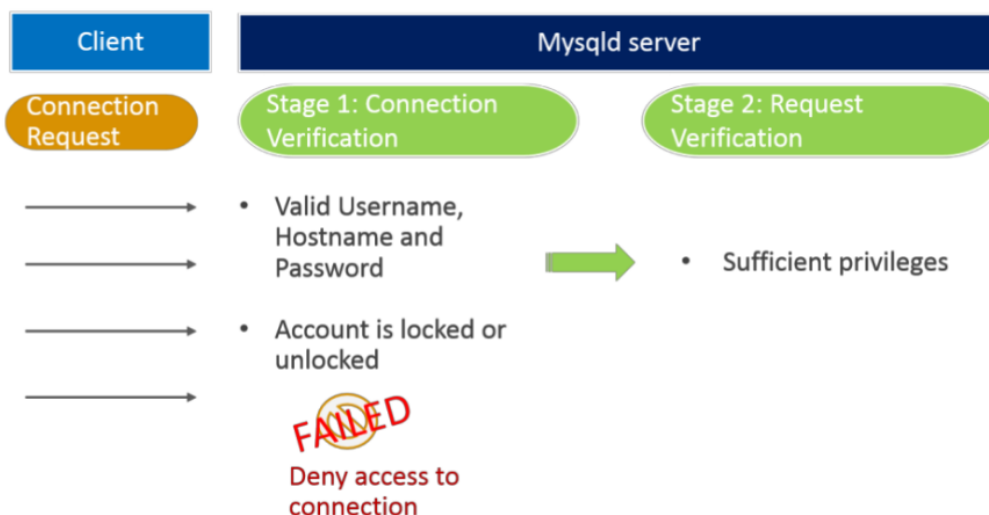 Client
Mysqld server
Connection
Request
Stage 1: Connection
Verification
Stage 2: Request
Verification
• Valid Username,
Hostname and
Password
• Sufficient privileges
• Account is locked or
unlocked
FAILED
Deny access to
connection